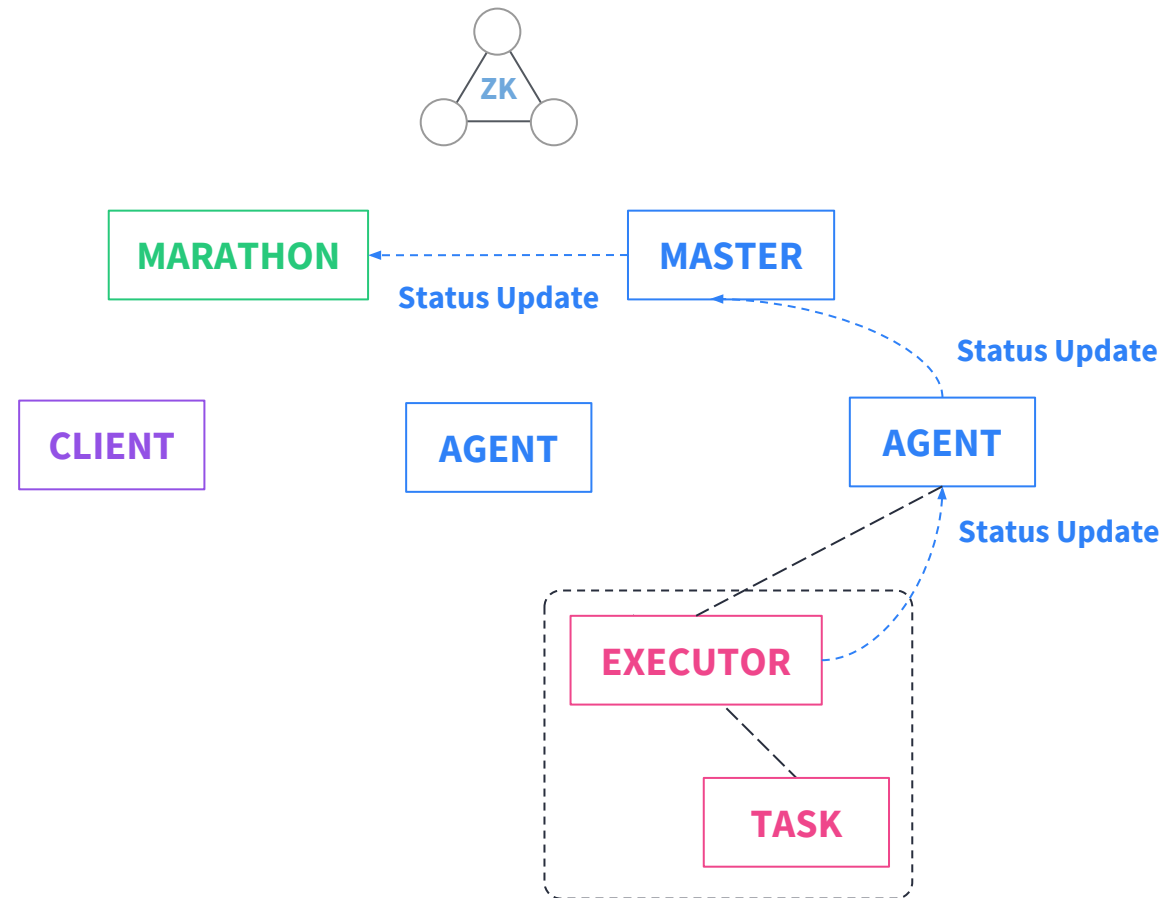 ZK
MARATHON
MASTER
Status Update
Status Update
CLIENT
AGENT
AGENT
Status Update
EXECUTOR
TASK